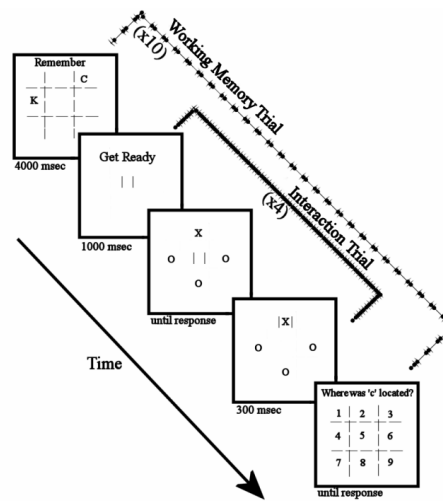 Working Memory Trial
(x10)
Interaction Trial
(x4)
Remember
C
K
4000 msec
Get Ready
| |
1000 msec
X
O | | O
O
until response
|X|
O O
O
300 msec
Where was 'c' located?
1 2 3
4 5 6
7 8 9
until response
Time